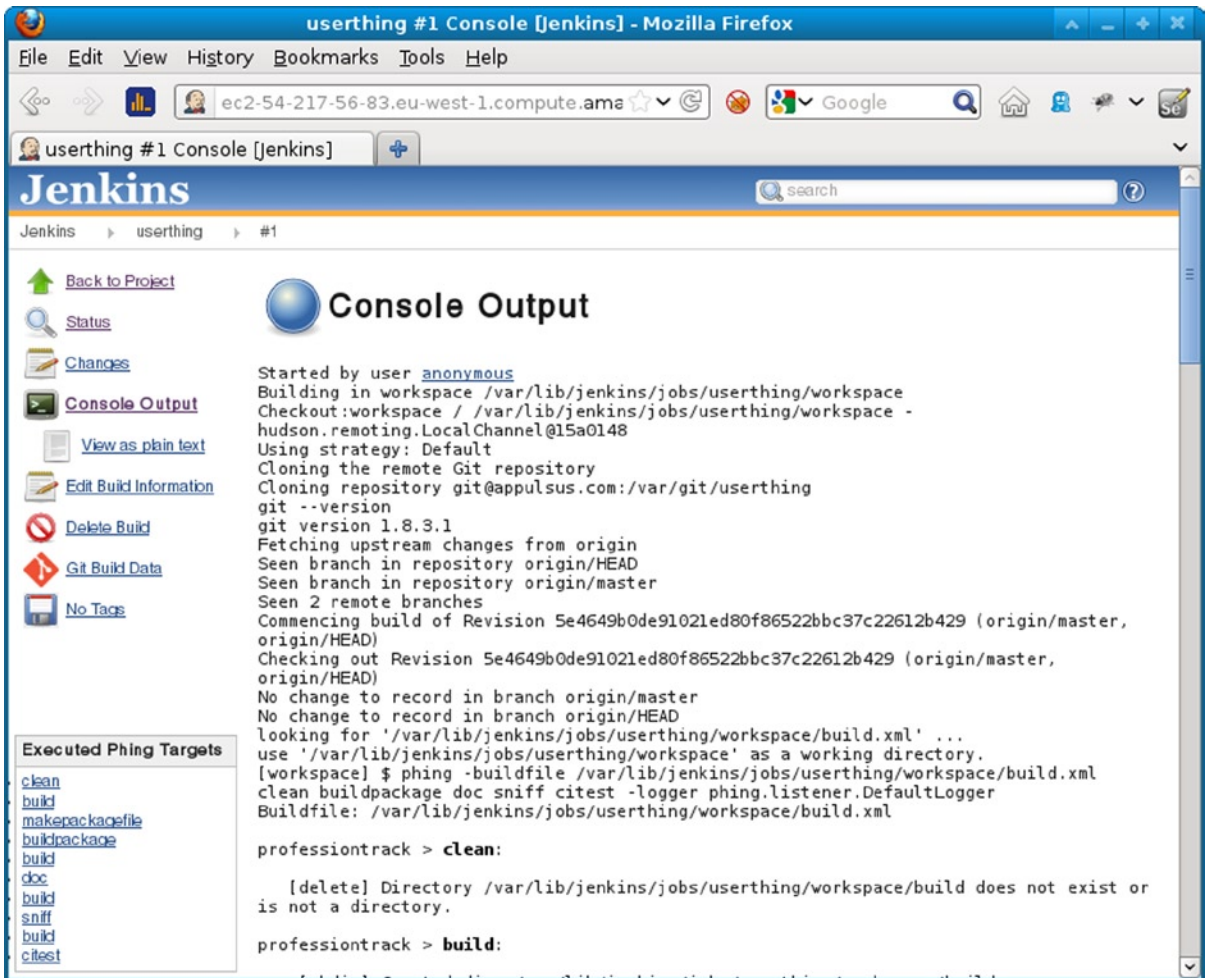 userthing #1 Console [Jenkins] - Mozilla Firefox
File Edit View History Bookmarks Tools Help
ec2-54-217-56-83.eu-west-1.compute.ama
Google
userthing #1 Console [Jenkins]
Jenkins
search
Jenkins userthing #1
Back to Project
Status
Changes
Console Output
View as plain text
Edit Build Information
Delete Build
Git Build Data
No Tags
Executed Phing Targets
clean
build
makepackagefile
buildpackage
build
doc
build
sniff
build
citest
Console Output
Started by user anonymous
Building in workspace /var/lib/jenkins/jobs/userthing/workspace
Checkout:workspace / /var/lib/jenkins/jobs/userthing/workspace -
hudson.remoting.LocalChannel@15a0148
Using strategy: Default
Cloning the remote Git repository
Cloning repository git@appulsus.com:/var/git/userthing
git --version
git version 1.8.3.1
Fetching upstream changes from origin
Seen branch in repository origin/HEAD
Seen branch in repository origin/master
Seen 2 remote branches
Commencing build of Revision 5e4649b0de91021ed80f86522bbc37c22612b429 (origin/master,
origin/HEAD)
Checking out Revision 5e4649b0de91021ed80f86522bbc37c22612b429 (origin/master,
origin/HEAD)
No change to record in branch origin/master
No change to record in branch origin/HEAD
looking for '/var/lib/jenkins/jobs/userthing/workspace/build.xml' ...
use '/var/lib/jenkins/jobs/userthing/workspace' as a working directory.
[workspace] $ phing -buildfile /var/lib/jenkins/jobs/userthing/workspace/build.xml
clean buildpackage doc sniff citest -logger phing.listener.DefaultLogger
Buildfile: /var/lib/jenkins/jobs/userthing/workspace/build.xml
professiontrack > clean:
[delete] Directory /var/lib/jenkins/jobs/userthing/workspace/build does not exist or
is not a directory.
professiontrack > build: